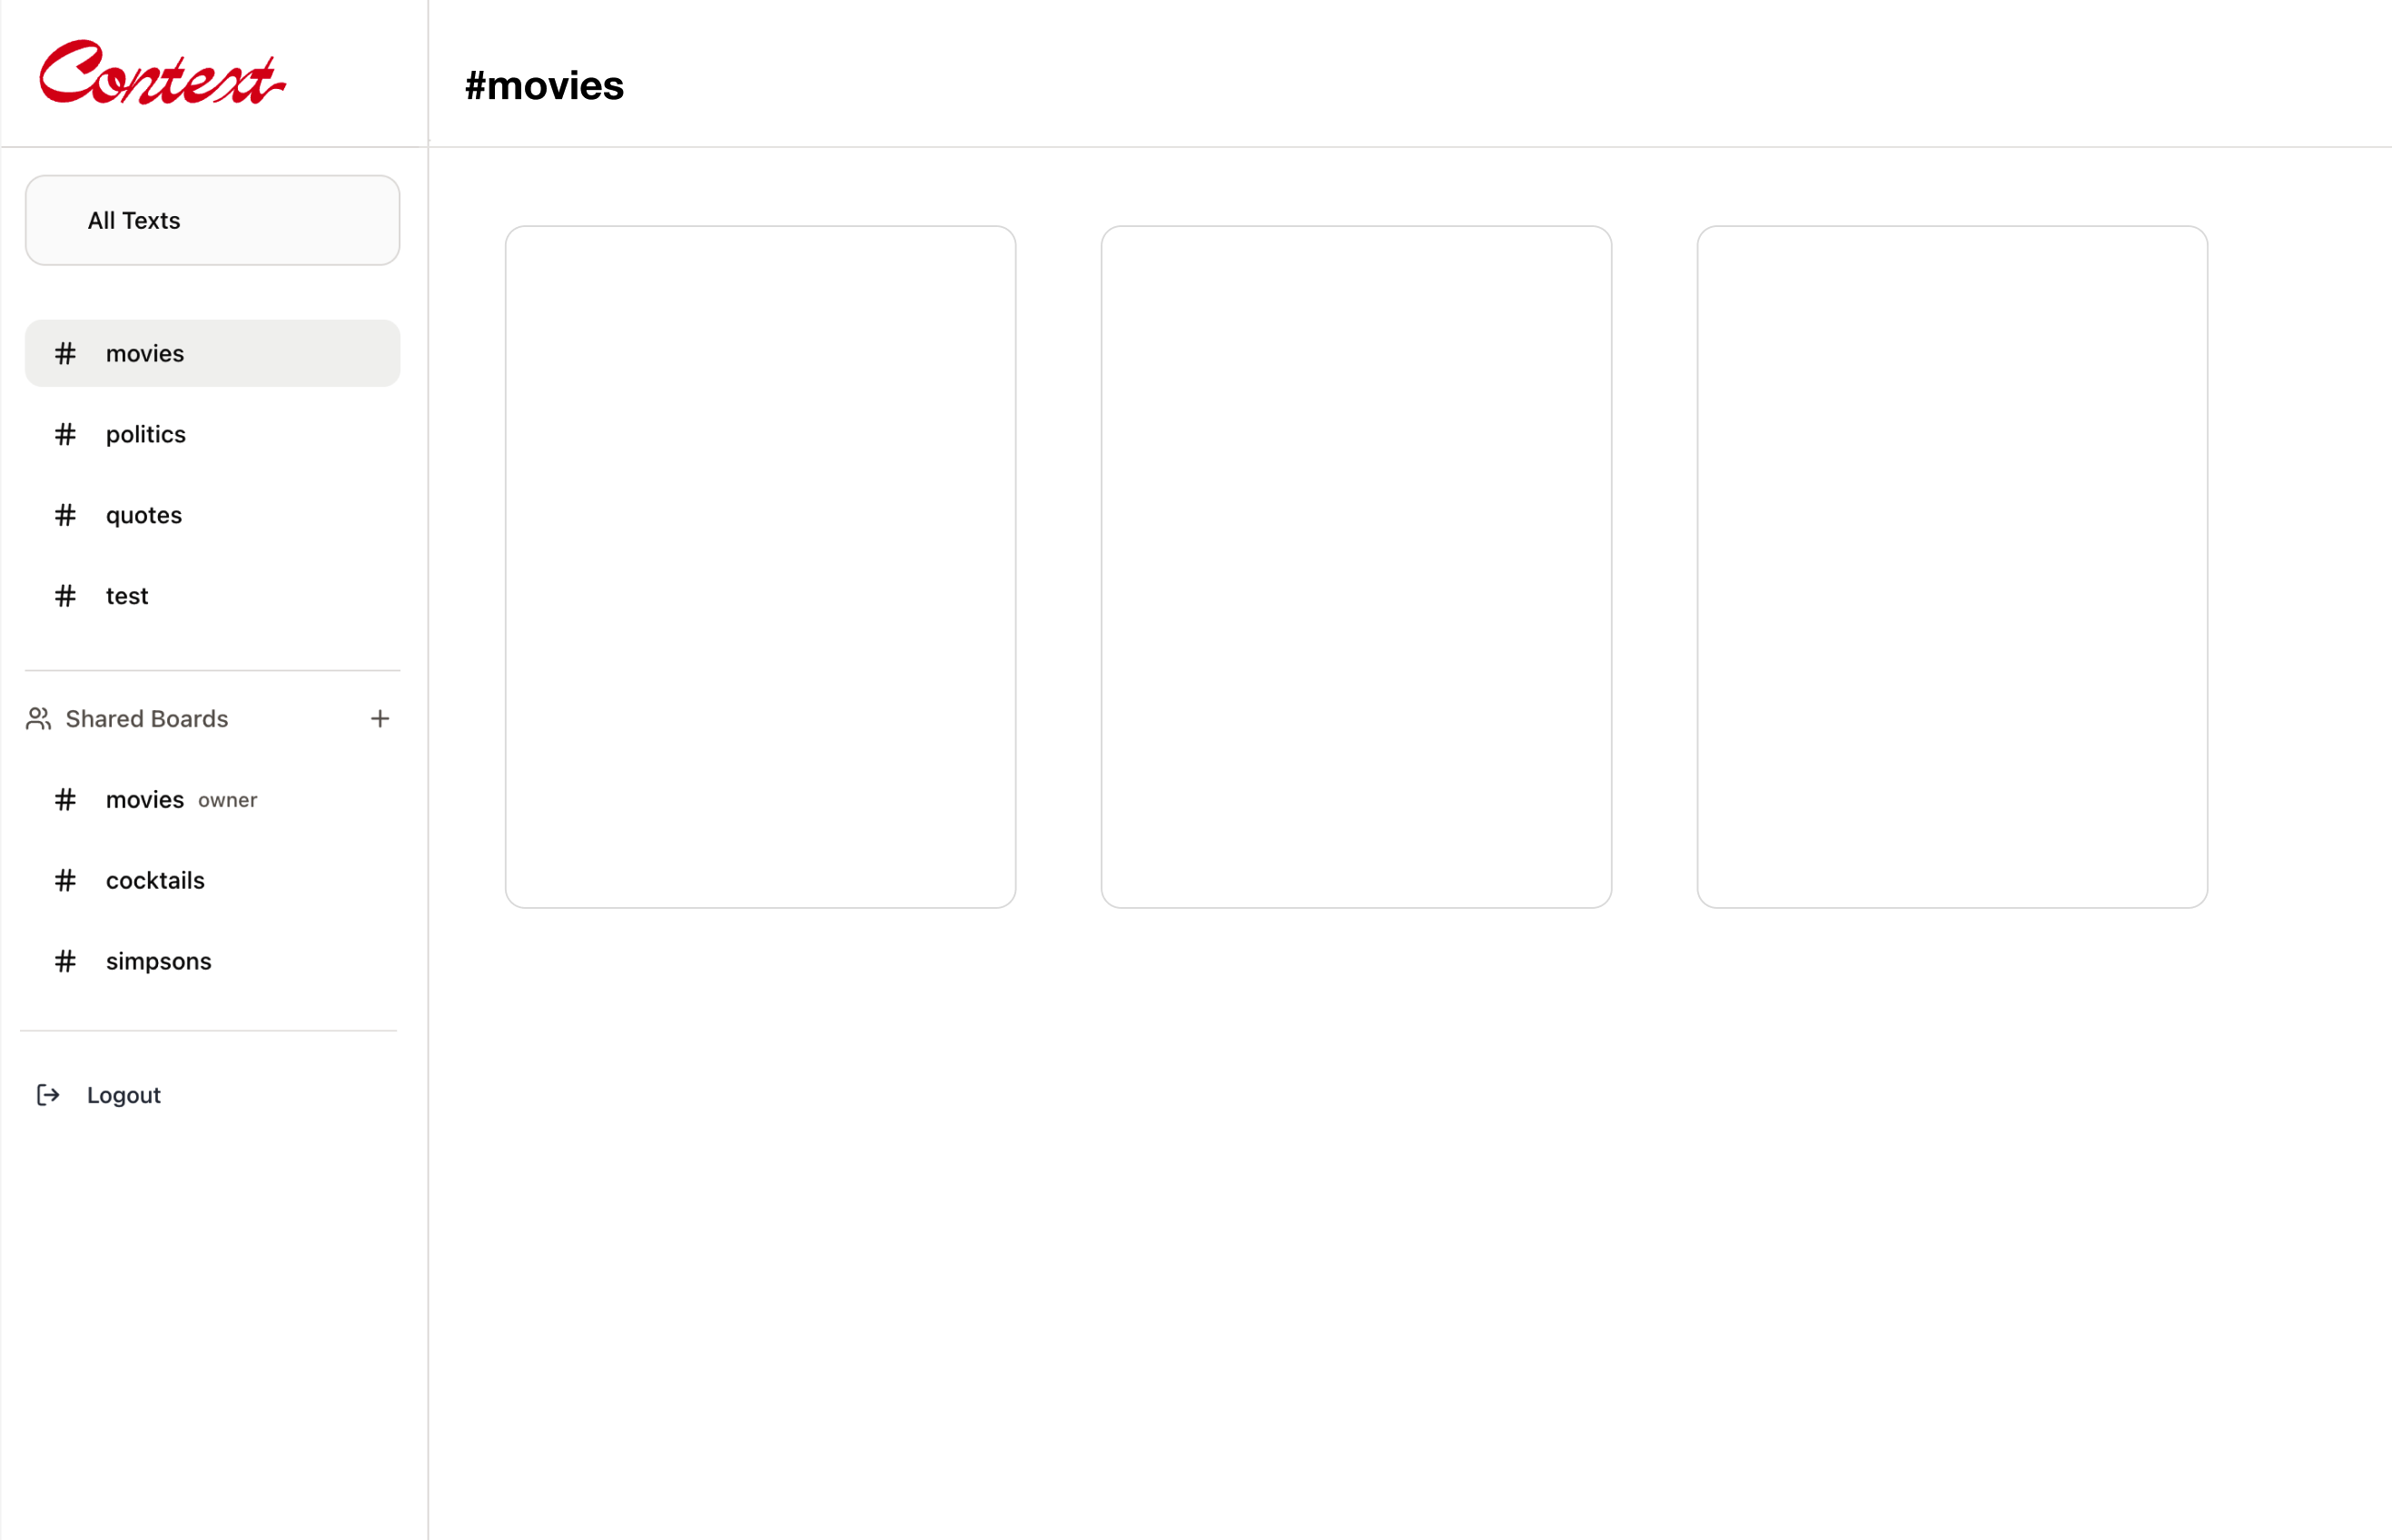 Context
#movies
All Texts
# movies
# politics
# quotes
# test
Shared Boards +
# movies owner
# cocktails
# simpsons
Logout